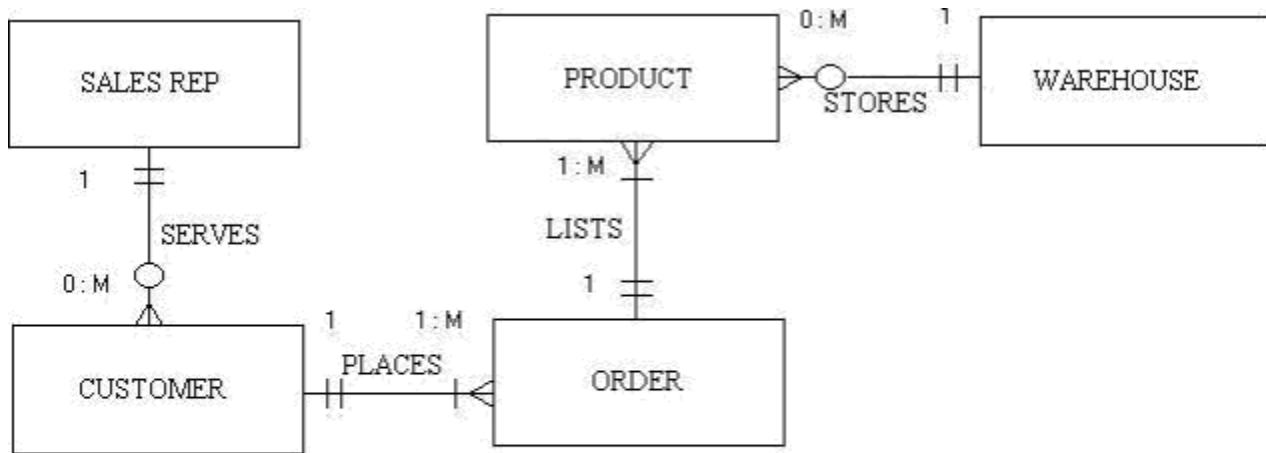 0:M 1
SALES REP PRODUCT WAREHOUSE
STORES
1 1:M
SERVES LISTS
0:M 1
1 1:M
PLACES
CUSTOMER ORDER